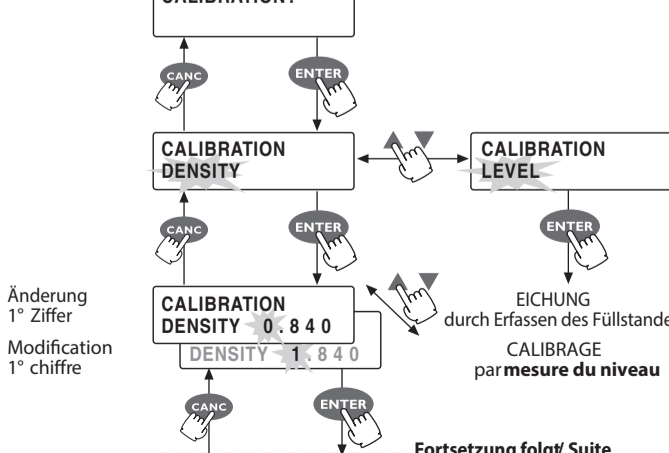 CALIBRATION?
CANC
ENTER
CALIBRATION
DENSITY
CALIBRATION
LEVEL
CANC
ENTER
ENTER
Änderung
1° Ziffer
Modification
1° chiffre
CALIBRATION
DENSITY 0.840
DENSITY 1.840
EICHUNG
durch Erfassen des Füllstande
CALIBRAGE
par mesure du niveau
CANC
ENTER
Fortsetzung folgt/ Suite